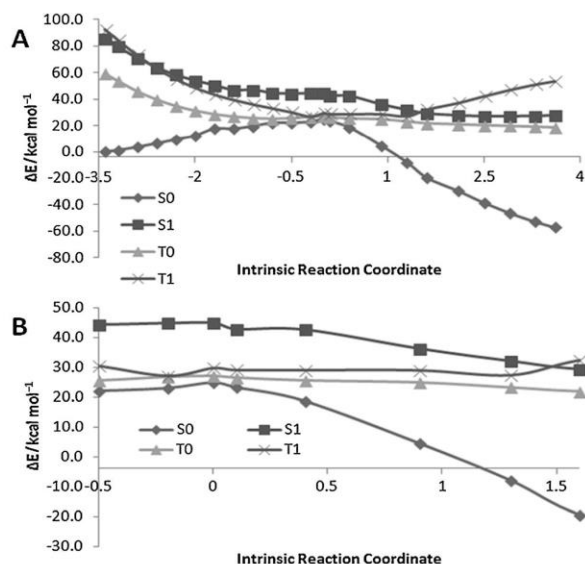 A
100.0
80.0
60.0
40.0
20.0
0.0
-20.0
-40.0
-60.0
-80.0
ΔE/kcal mol⁻¹
-3.5 -2 -0.5 1 2.5 4
S0
S1
T0
T1
Intrinsic Reaction Coordinate
B
50.0
40.0
30.0
20.0
10.0
0.0
-10.0
-20.0
-30.0
ΔE/kcal mol⁻¹
-0.5 0 0.5 1 1.5
S0 S1
T0 T1
Intrinsic Reaction Coordinate